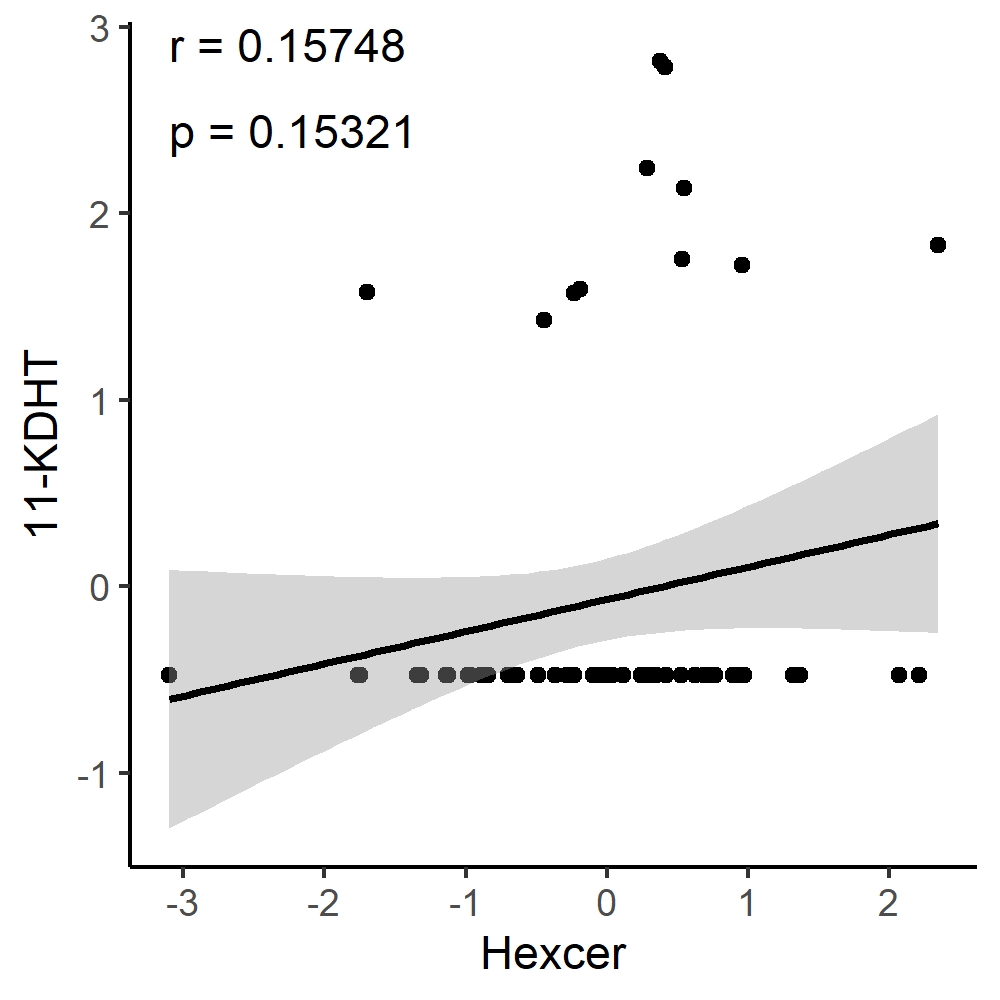 r = 0.15748
p = 0.15321
3
2
1
0
-1
11-KDHT
-3 -2 -1 0 1 2
Hexcer